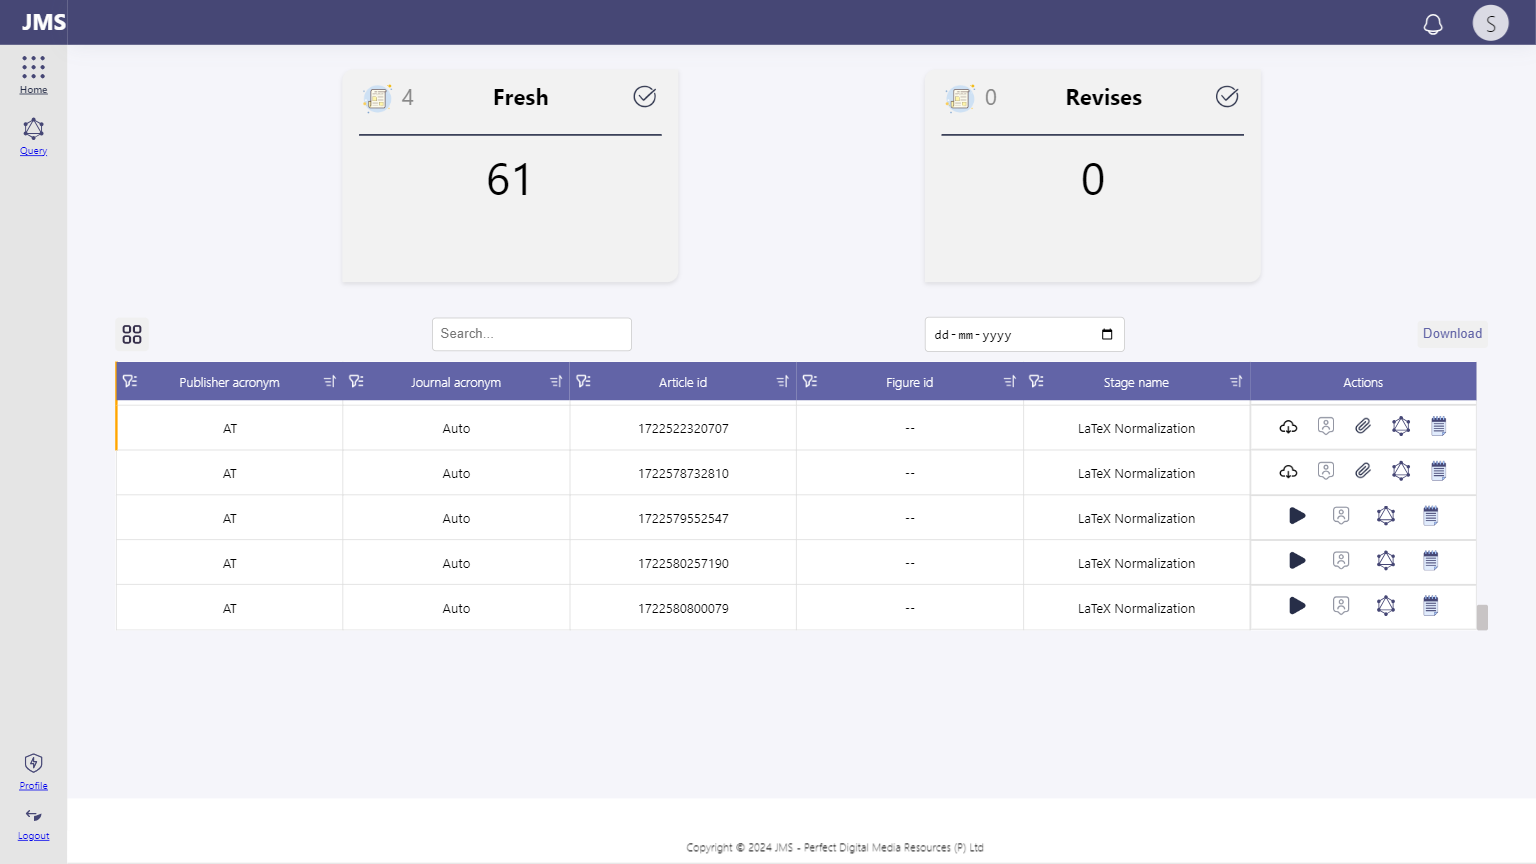 JMS
S
Home
Query
4 Fresh
61
0 Revises
0
Search...
dd-mm-yyyy
Download
Publisher acronym Journal acronym Article id Figure id Stage name Actions
AT Auto 1722522320707 -- LaTeX Normalization
AT Auto 1722578732810 -- LaTeX Normalization
AT Auto 1722579552547 -- LaTeX Normalization
AT Auto 1722580257190 -- LaTeX Normalization
AT Auto 1722580800079 -- LaTeX Normalization
Profile
Logout
Copyright © 2024 JMS - Perfect Digital Media Resources (P) Ltd